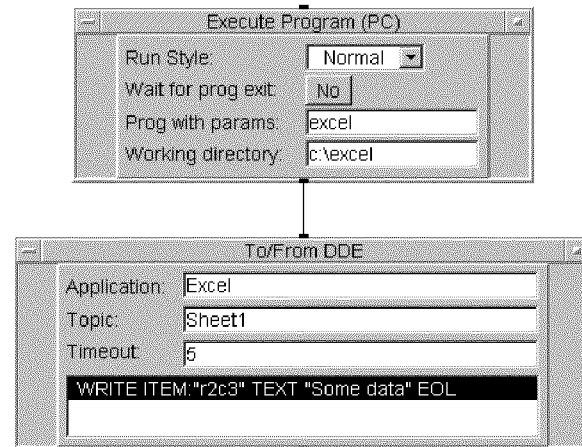 Execute Program (PC)
Run Style: Normal
Wait for prog exit: No
Prog with params: excel
Working directory: c:\excel
To/From DDE
Application: Excel
Topic: Sheet1
Timeout: 5
WRITE ITEM:"r2c3" TEXT "Some data" EOL